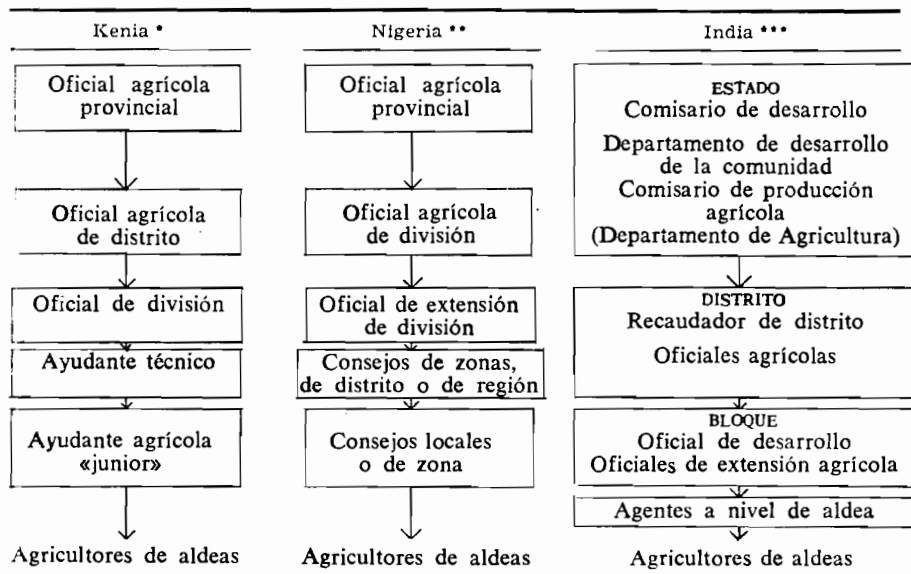 Kenia *
Oficial agrícola
provincial
Oficial agrícola
de distrito
Oficial de división
Ayudante técnico
Ayudante agrícola
«junior»
Agricultores de aldeas
Nigeria **
Oficial agrícola
provincial
Oficial agrícola
de división
Oficial de extensión
de división
Consejos de zonas,
de distrito o de región
Consejos locales
o de zona
Agricultores de aldeas
India ***
ESTADO
Comisario de desarrollo
Departamento de desarrollo
de la comunidad
Comisario de producción
agrícola
(Departamento de Agricultura)
DISTRITO
Recaudador de distrito
Oficiales agrícolas
BLOQUE
Oficial de desarrollo
Oficiales de extensión agrícola
Agentes a nivel de aldea
Agricultores de aldeas